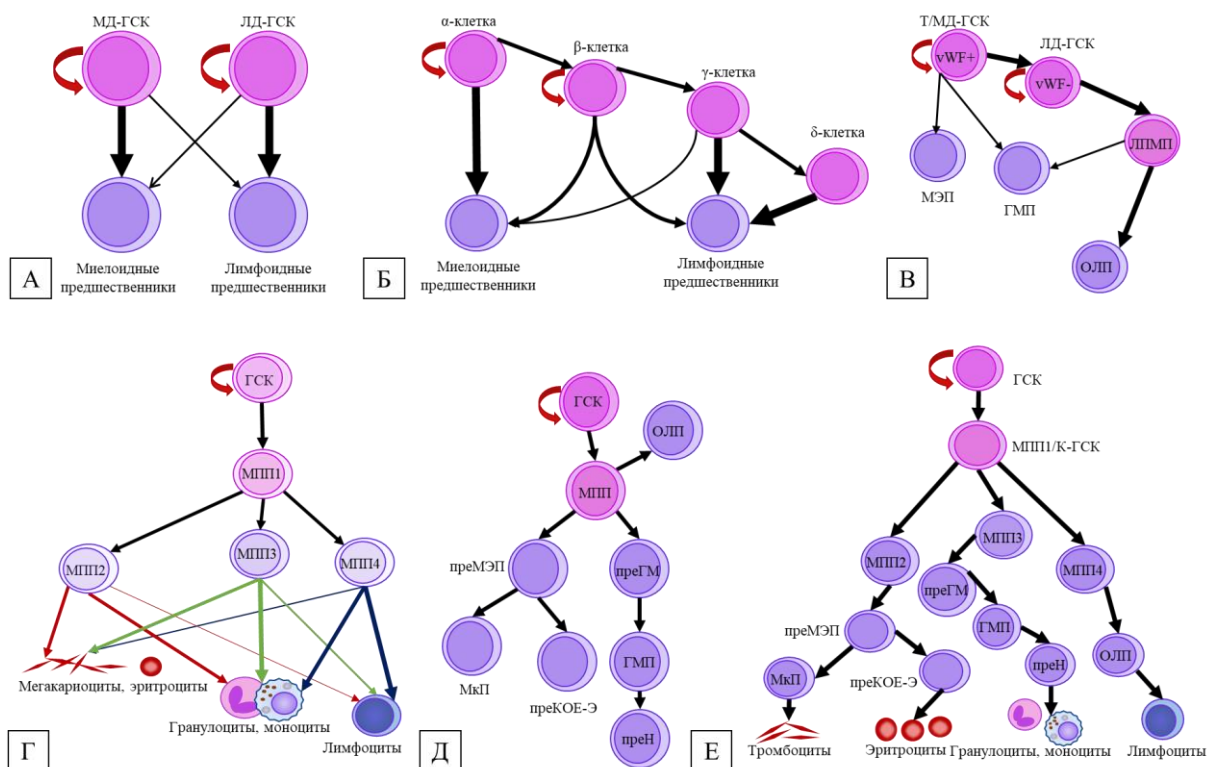 МД-ГСК
ЛД-ГСК
Миелоидные
предшественники
Лимфоидные
предшественники
А
α-клетка
β-клетка
γ-клетка
δ-клетка
Миелоидные
предшественники
Лимфоидные
предшественники
Б
Т/МД-ГСК
vWF+
ЛД-ГСК
vWF-
ЛПМП
МЭП
ГМП
ОЛП
В
ГСК
МПП1
МПП2
МПП3
МПП4
Мегакариоциты, эритроциты
Гранулоциты, моноциты
Лимфоциты
Г
ГСК
ОЛП
МПП
преМЭП
преГМ
МкП
преКОЕ-Э
ГМП
преН
Д
ГСК
МПП1/К-ГСК
МПП2
МПП3
МПП4
преГМ
преМЭП
ГМП
МкП
преКОЕ-Э
преН
ОЛП
Тромбоциты
Эритроциты
Гранулоциты, моноциты
Лимфоциты
Е